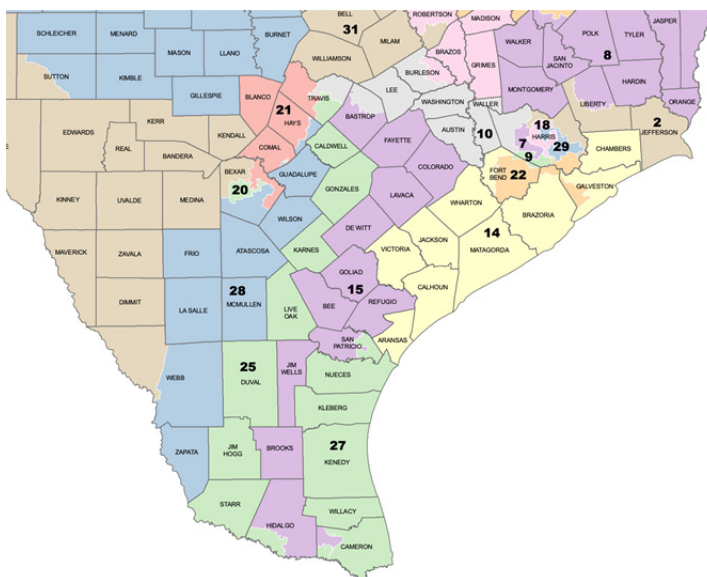 ROBERTSON
MADISON
JASPER
BELL
31
POLK
TYLER
SCHLEICHER
MENARD
BURNET
MILAM
BRAZOS
WALKER
8
MASON
LLANO
WILLIAMSON
GRIMES
SAN
JACINTO
SUTTON
KIMBLE
BURLESON
HARDIN
LEE
MONTGOMERY
GILLESPIE
BLANCO
TRAVIS
WASHINGTON
LIBERTY
ORANGE
21
HAYS
BASTROP
WALLER
18
2
KERR
AUSTIN
10
HARRIS
JEFFERSON
EDWARDS
REAL
KENDALL
COMAL
CALDWELL
FAYETTE
7
29
CHAMBERS
BANDERA
9
BEXAR
COLORADO
20
GUADALUPE
FORT
BEND
22
GONZALES
GALVESTON
KINNEY
UVALDE
MEDINA
LAVACA
WHARTON
BRAZORIA
WILSON
DE WITT
14
MAVERICK
ZAVALA
FRIO
ATASCOSA
KARNES
VICTORIA
JACKSON
MATAGORDA
GOLIAD
15
CALHOUN
DIMMIT
LA SALLE
28
MCMULLEN
LIVE
OAK
BEE
REFUGIO
SAN
PATRICIO
ARANSAS
25
DUVAL
JIM
WELLS
NUECES
WEBB
KLEBERG
ZAPATA
JIM
HOGG
BROOKS
27
KENEDY
STARR
WILLACY
HIDALGO
CAMERON